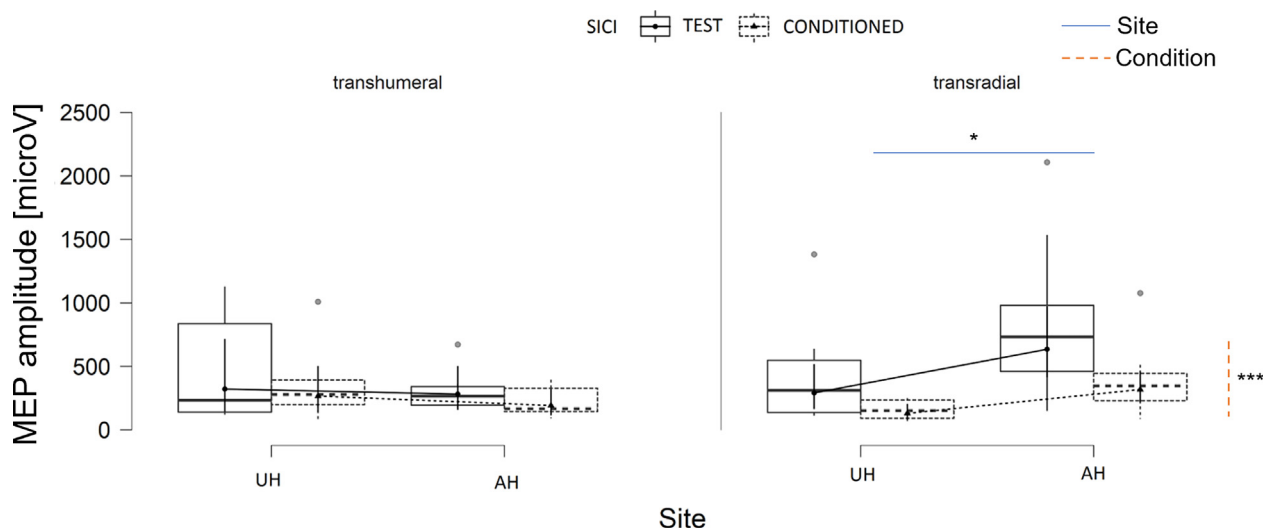 SICI TEST CONDITIONED
Site
Condition
transhumeral
transradial
MEP amplitude [microV]
2500
2000
1500
1000
500
0
*
***
UH
AH
UH
AH
Site